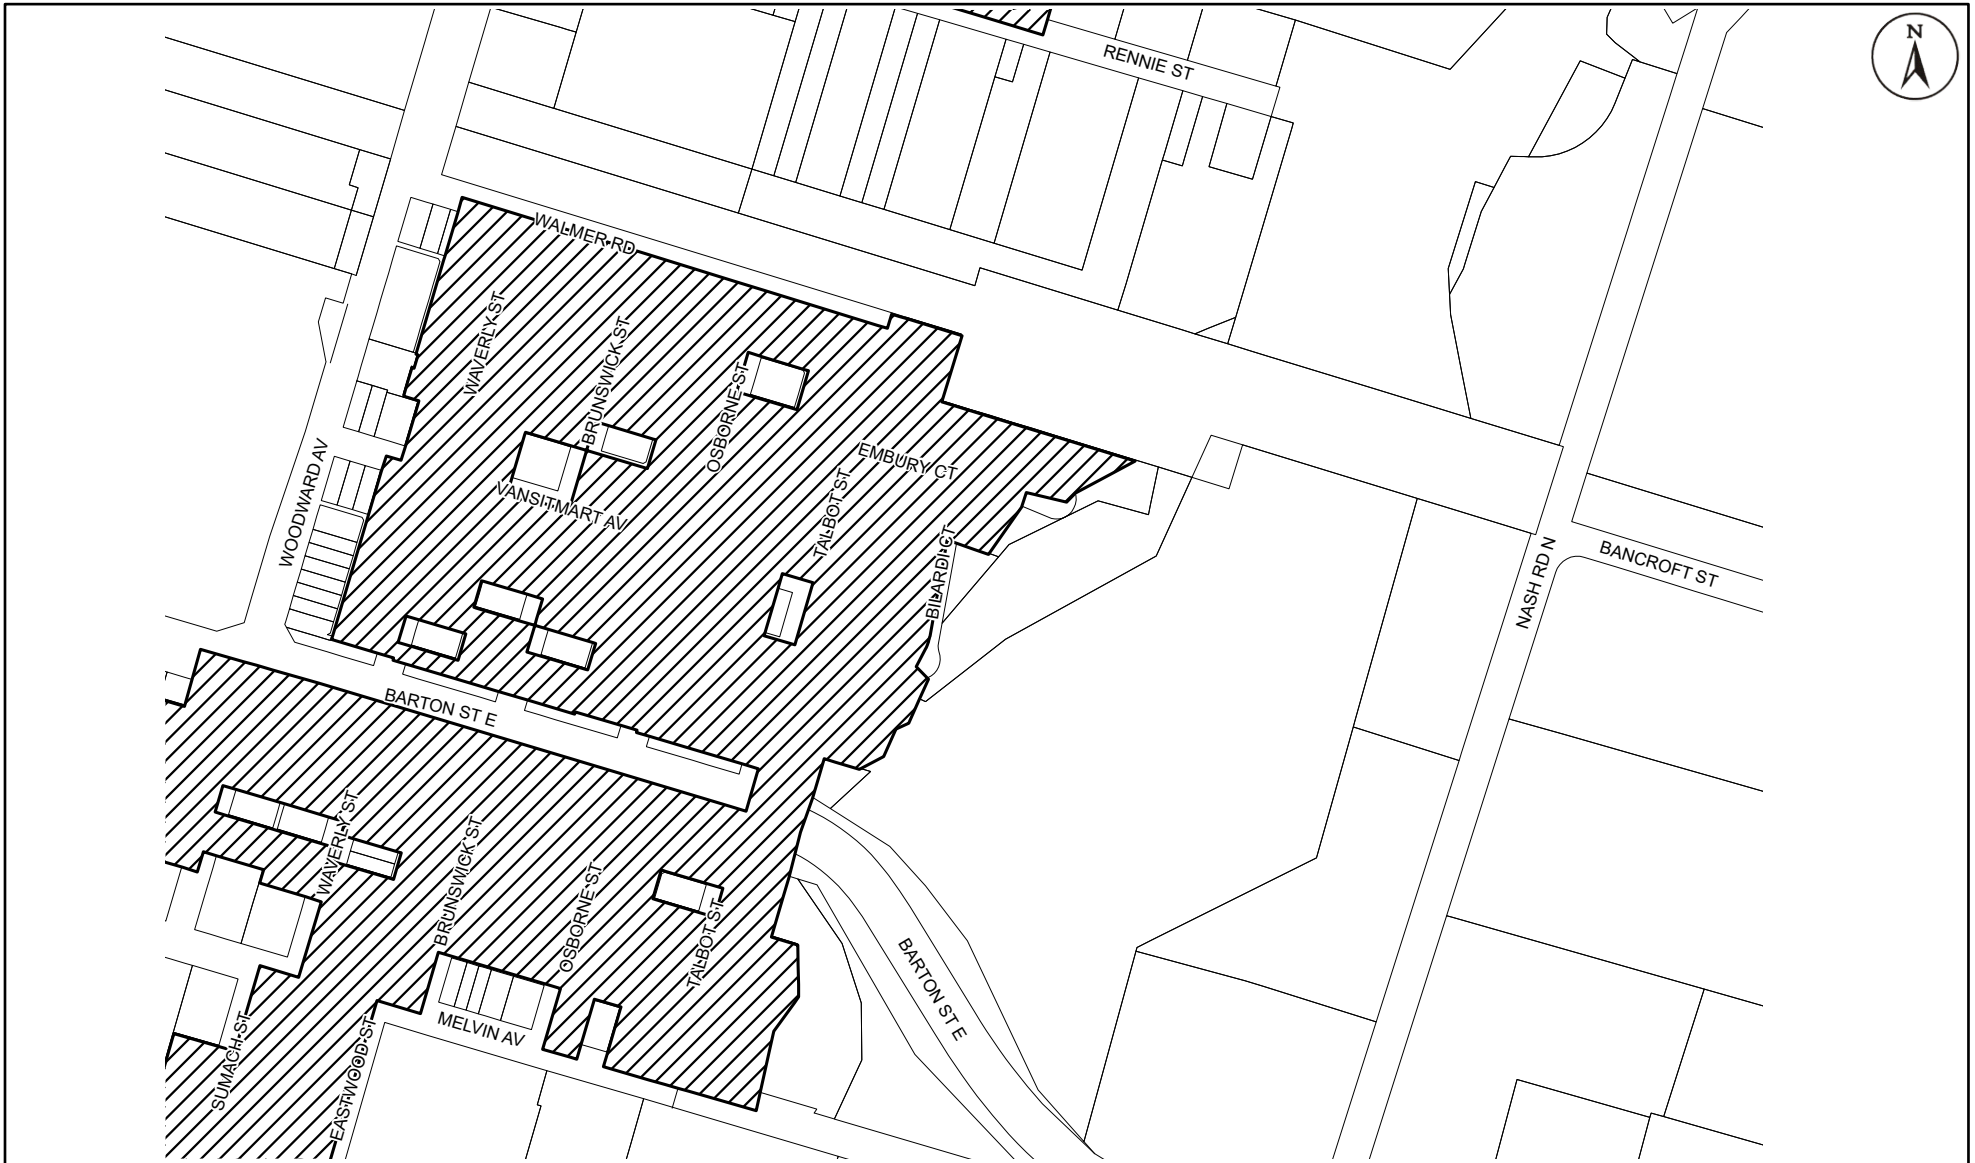 N
RENNIE ST
WALMER RD
WAVERLY ST
BRUNSWICK ST
OSBORNE ST
EMBURY CT
TALBOT ST
VANSITMART AV
WOODWARD AV
BILARDI CT
NASH RD N
BANCROFT ST
BARTON ST E
WAVERLY ST
BRUNSWICK ST
OSBORNE ST
TALBOT ST
BARTON ST E
MELVIN AV
SUMACH ST
EASTWOOD ST